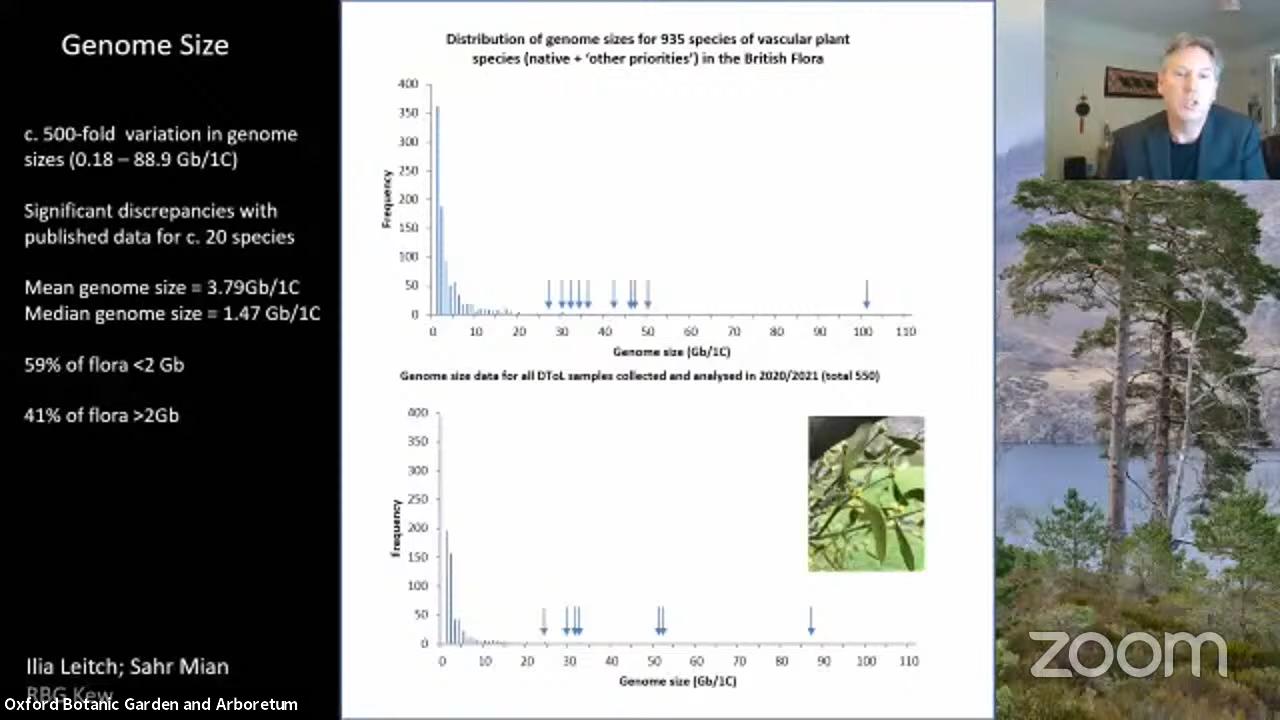 Genome Size
c. 500-fold variation in genome
sizes (0.18 – 88.9 Gb/1C)
Significant discrepancies with
published data for c. 20 species
Mean genome size = 3.79Gb/1C
Median genome size = 1.47 Gb/1C
59% of flora <2 Gb
41% of flora >2Gb
Ilia Leitch; Sahr Mian
RBG Kew
Oxford Botanic Garden and Arboretum
Distribution of genome sizes for 935 species of vascular plant
species (native + ‘other priorities’) in the British Flora
400
350
300
250
200
150
100
50
0
Frequency
0 10 20 30 40 50 60 70 80 90 100 110
Genome size (Gb/1C)
Genome size data for all DToL samples collected and analysed in 2020/2021 (total 550)
400
350
300
250
200
150
100
50
0
Frequency
0 10 20 30 40 50 60 70 80 90 100 110
Genome size (Gb/1C)
zoom